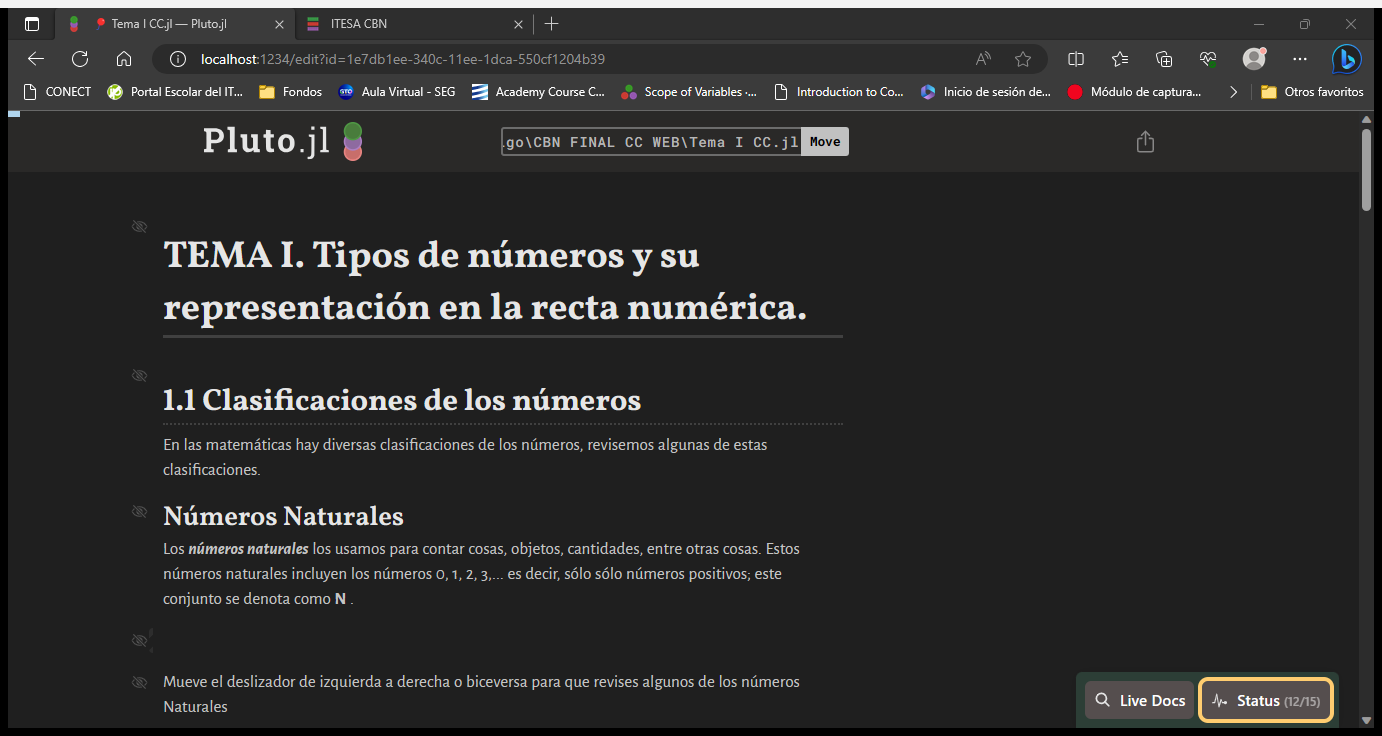 Tema I CC.jl — Pluto.jl
ITESA CBN
localhost:1234/edit?id=1e7db1ee-340c-11ee-1dca-550cf1204b39
CONECT
Portal Escolar del IT...
Fondos
Aula Virtual - SEG
Academy Course C...
Scope of Variables ·...
Introduction to Co...
Inicio de sesión de...
Módulo de captura...
Otros favoritos
Pluto.jl
.go\CBN FINAL CC WEB\Tema I CC.jl Move
TEMA I. Tipos de números y su
representación en la recta numérica.
1.1 Clasificaciones de los números
En las matemáticas hay diversas clasificaciones de los números, revisemos algunas de estas
clasificaciones.
Números Naturales
Los números naturales los usamos para contar cosas, objetos, cantidades, entre otras cosas. Estos
números naturales incluyen los números 0, 1, 2, 3,... es decir, sólo sólo números positivos; este
conjunto se denota como N .
Mueve el deslizador de izquierda a derecha o biceversa para que revises algunos de los números
Naturales
Live Docs
Status (12/15)